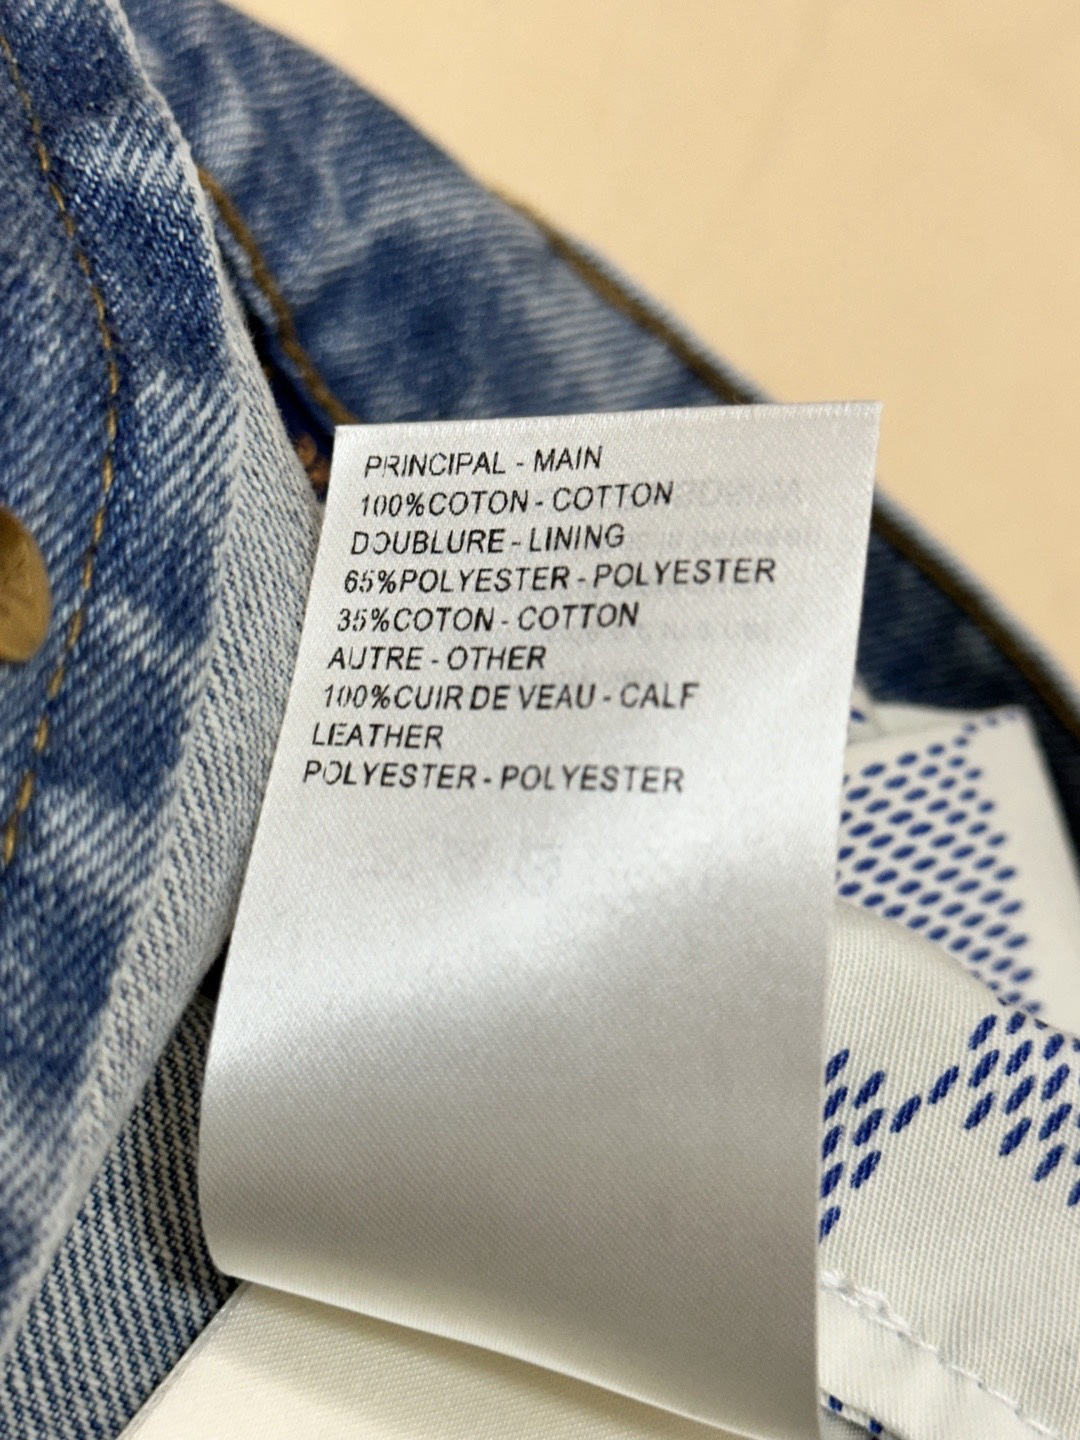 PRINCIPAL - MAIN
100%COTON - COTTON
DOUBLURE - LINING
65%POLYESTER - POLYESTER
35%COTON - COTTON
AUTRE - OTHER
100%CUIR DE VEAU - CALF
LEATHER
POLYESTER - POLYESTER